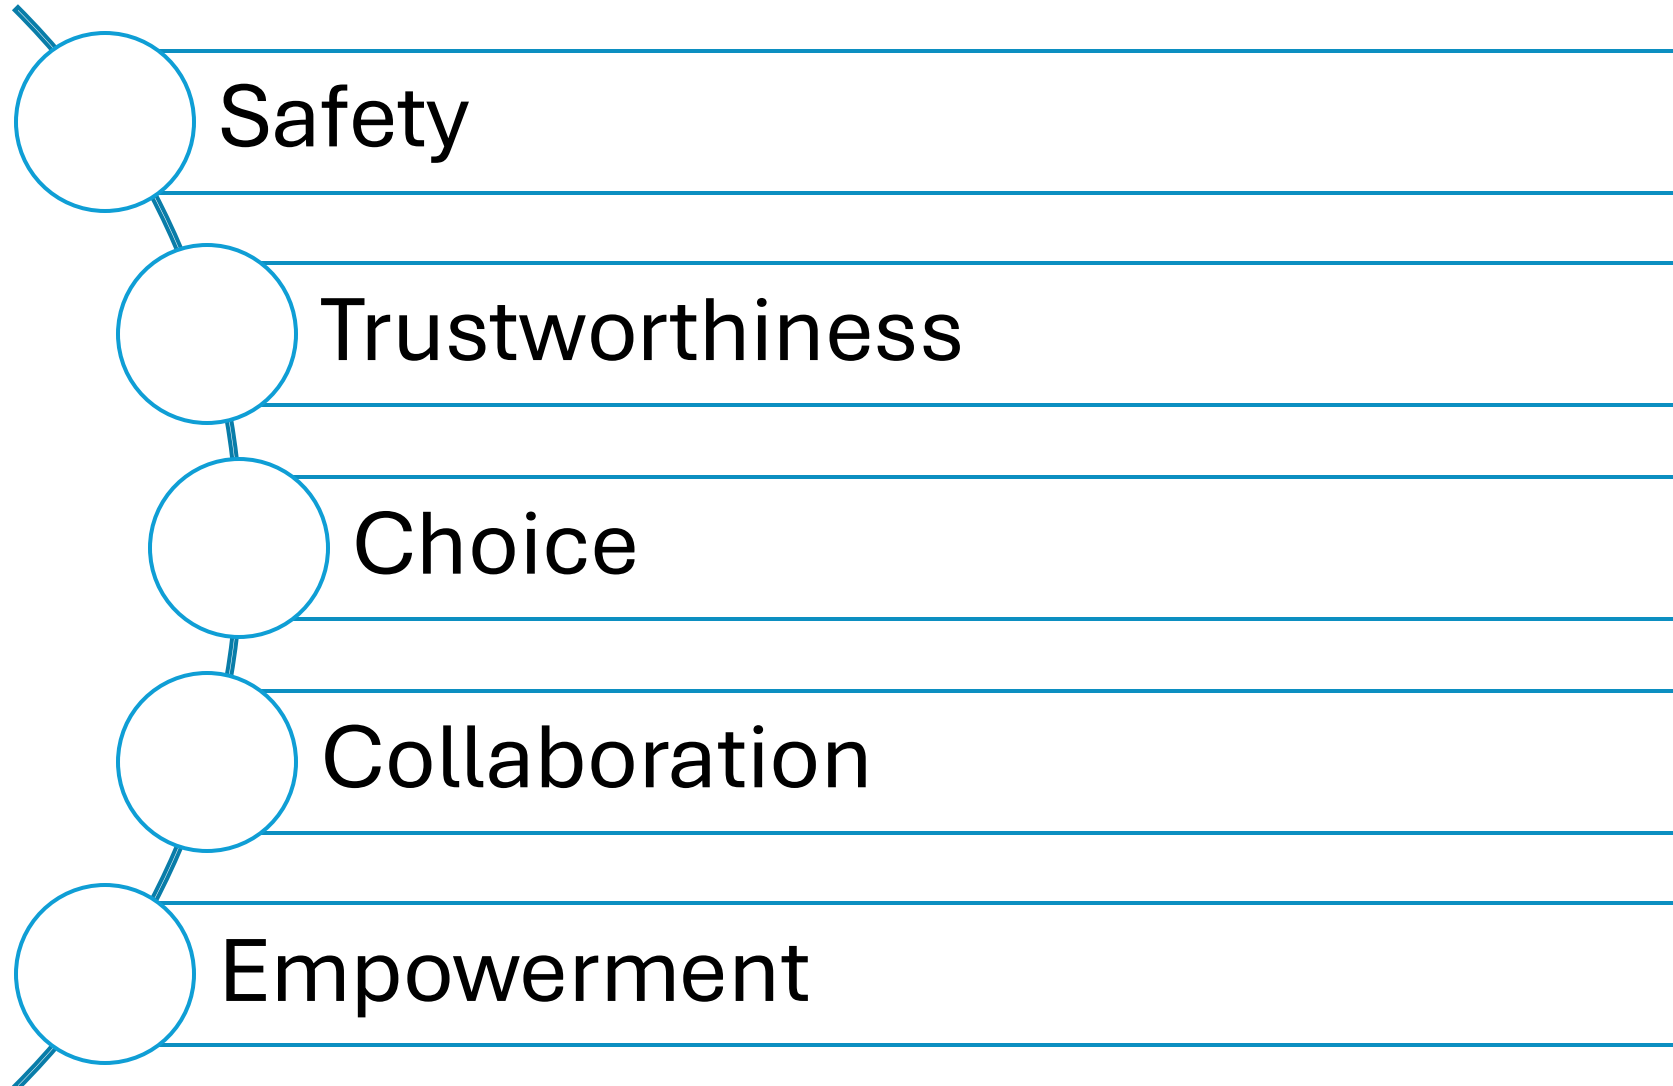 Safety
Trustworthiness
Choice
Collaboration
Empowerment